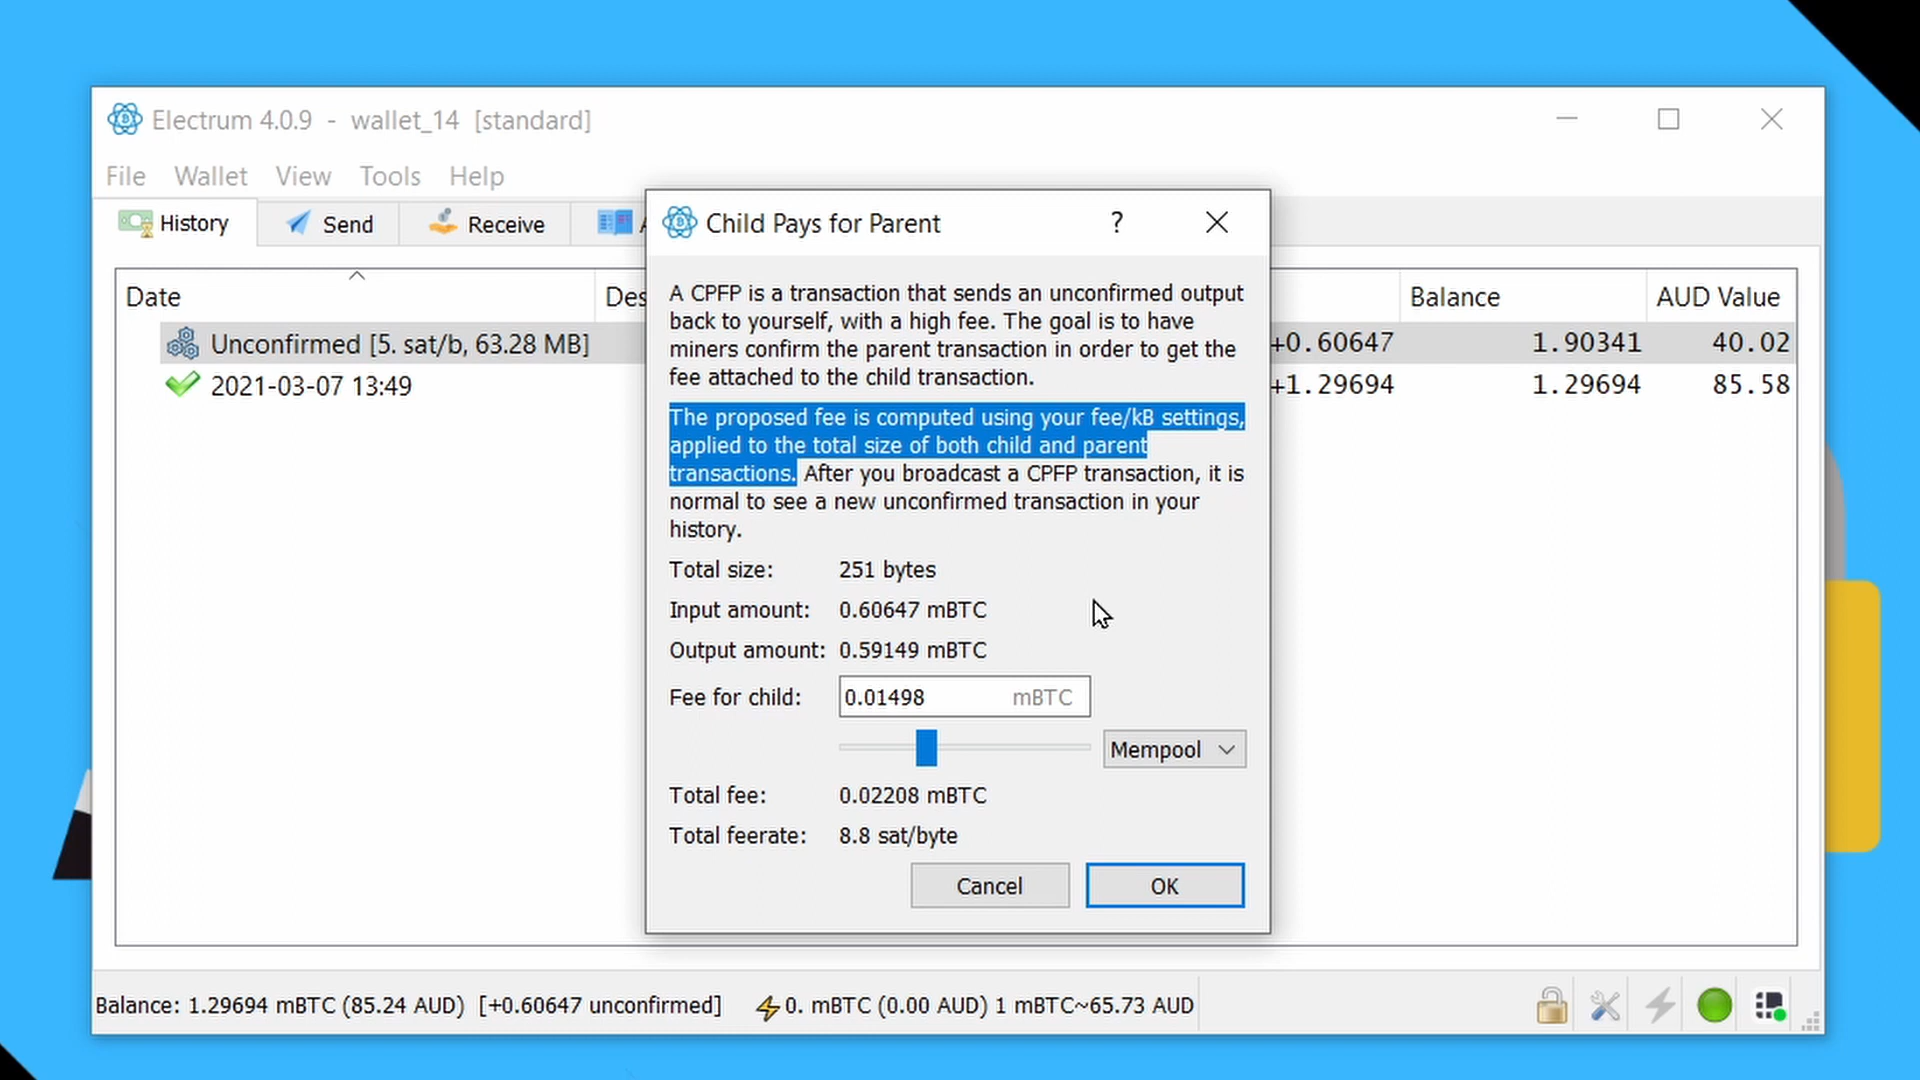 Electrum 4.0.9 - wallet_14 [standard]
File Wallet View Tools Help
History Send Receive
Child Pays for Parent ?
Date Balance AUD Value
Unconfirmed [5. sat/b, 63.28 MB] +0.60647 1.90341 40.02
2021-03-07 13:49 +1.29694 1.29694 85.58
A CPFP is a transaction that sends an unconfirmed output
back to yourself, with a high fee. The goal is to have
miners confirm the parent transaction in order to get the
fee attached to the child transaction.
The proposed fee is computed using your fee/kB settings,
applied to the total size of both child and parent
transactions. After you broadcast a CPFP transaction, it is
normal to see a new unconfirmed transaction in your
history.
Total size: 251 bytes
Input amount: 0.60647 mBTC
Output amount: 0.59149 mBTC
Fee for child: 0.01498 mBTC
Mempool
Total fee: 0.02208 mBTC
Total feerate: 8.8 sat/byte
Cancel OK
Balance: 1.29694 mBTC (85.24 AUD) [+0.60647 unconfirmed] 0. mBTC (0.00 AUD) 1 mBTC~65.73 AUD